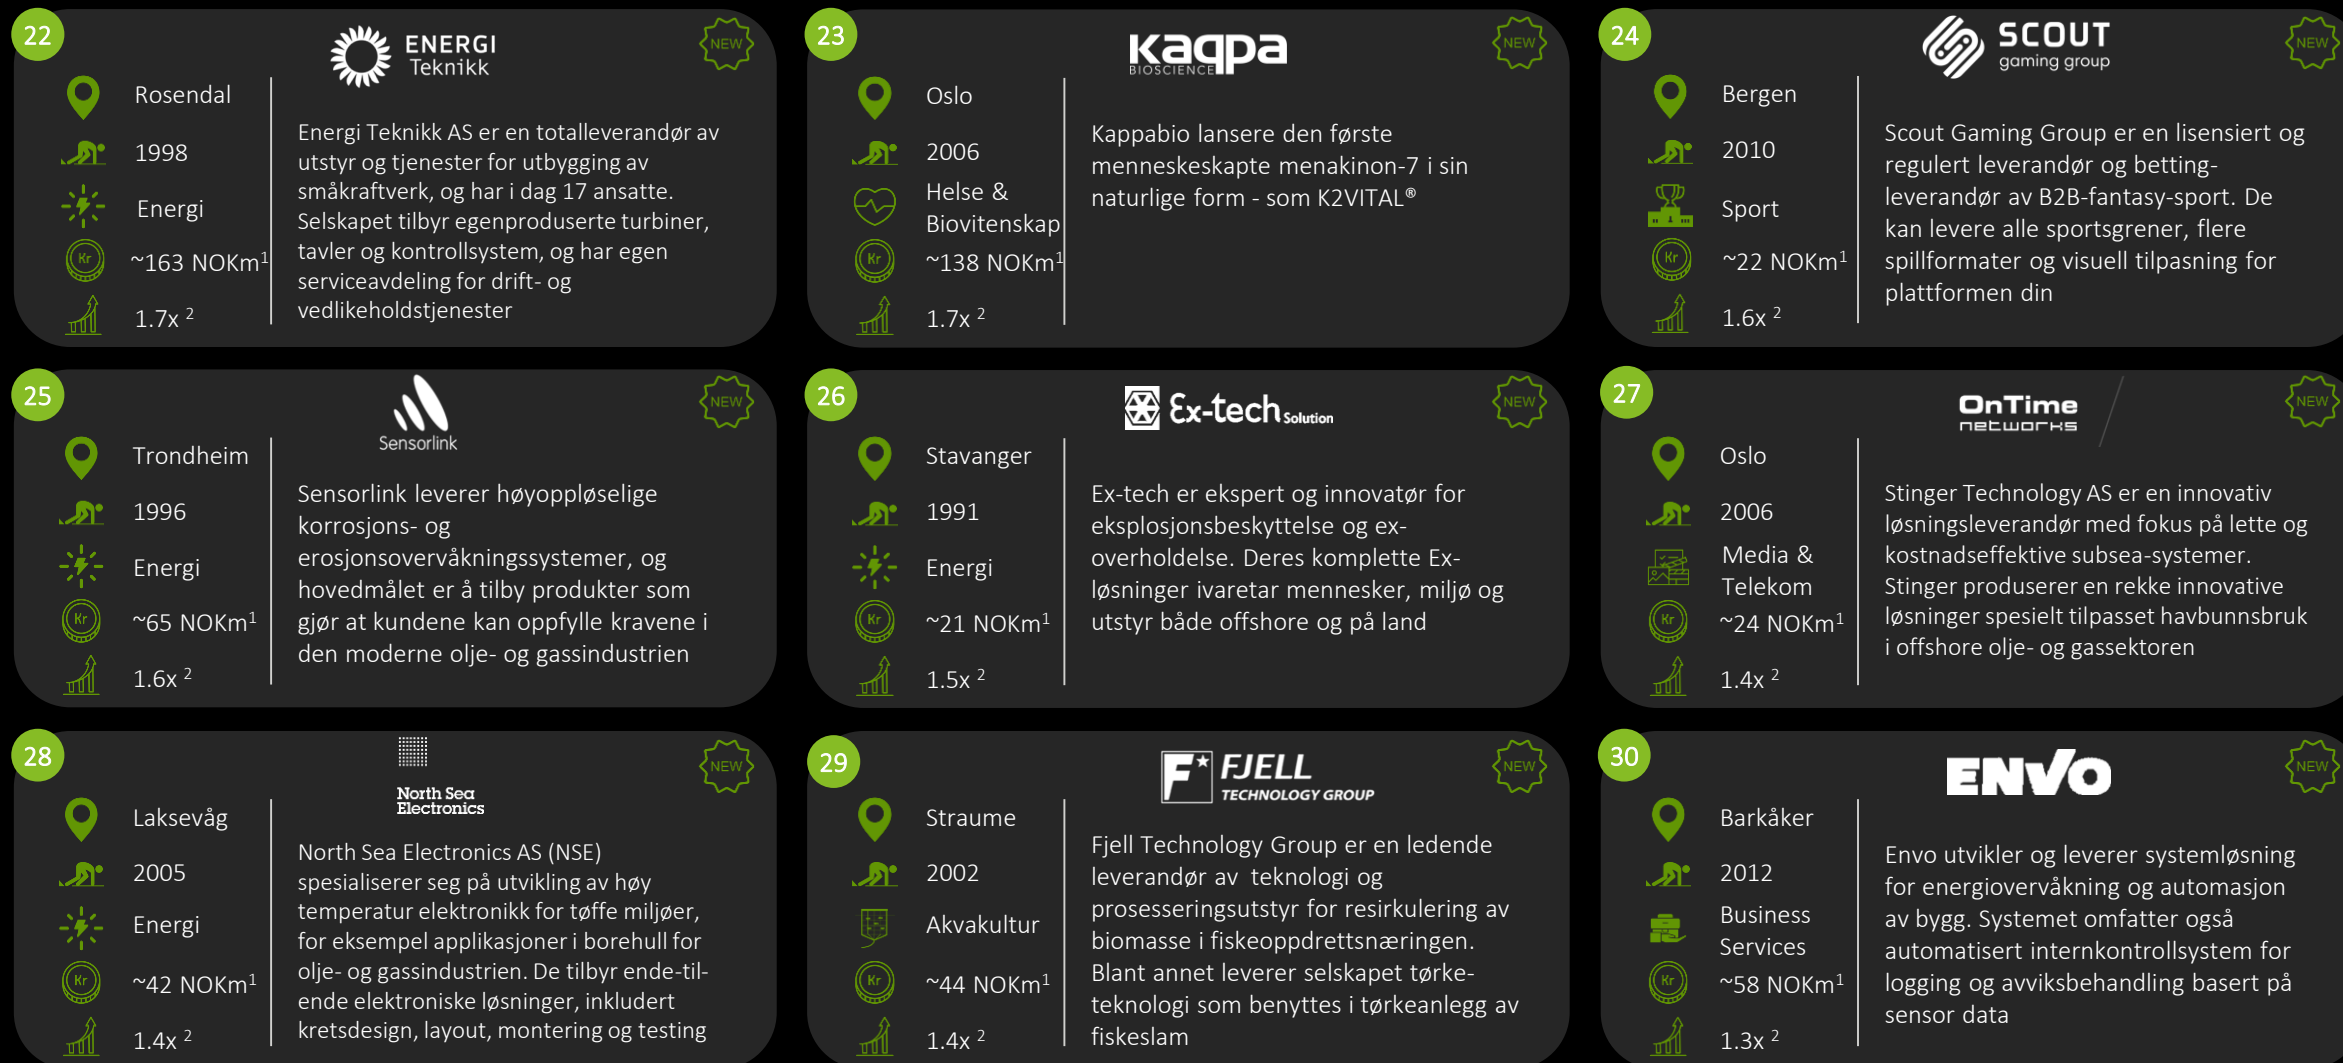 22
ENERGI
Teknikk
NEW
Rosendal
1998
Energi
Kr
~163 NOKm¹
1.7x ²
Energi Teknikk AS er en totalleverandør av
utstyr og tjenester for utbygging av
småkraftverk, og har i dag 17 ansatte.
Selskapet tilbyr egenproduserte turbiner,
tavler og kontrollsystem, og har egen
serviceavdeling for drift- og
vedlikeholdstjenester
23
Kaqpa
BIOSCIENCE
NEW
Oslo
2006
Helse &
Biovitenskap
Kr
~138 NOKm¹
1.7x ²
Kappabio lansere den første
menneskeskapte menakinon-7 i sin
naturlige form - som K2VITAL®
24
SCOUT
gaming group
NEW
Bergen
2010
Sport
Kr
~22 NOKm¹
1.6x ²
Scout Gaming Group er en lisensiert og
regulert leverandør og betting-
leverandør av B2B-fantasy-sport. De
kan levere alle sportsgrener, flere
spillformater og visuell tilpasning for
plattformen din
25
Sensorlink
NEW
Trondheim
1996
Energi
Kr
~65 NOKm¹
1.6x ²
Sensorlink leverer høyoppløselige
korrosjons- og
erosjonsovervåkningssystemer, og
hovedmålet er å tilby produkter som
gjør at kundene kan oppfylle kravene i
den moderne olje- og gassindustrien
26
Ex-tech Solution
NEW
Stavanger
1991
Energi
Kr
~21 NOKm¹
1.5x ²
Ex-tech er ekspert og innovatør for
eksplosjonsbeskyttelse og ex-
overholdelse. Deres komplette Ex-
løsninger ivaretar mennesker, miljø og
utstyr både offshore og på land
27
OnTime
networks
NEW
Oslo
2006
Media &
Telekom
Kr
~24 NOKm¹
1.4x ²
Stinger Technology AS er en innovativ
løsningsleverandør med fokus på lette og
kostnadseffektive subsea-systemer.
Stinger produserer en rekke innovative
løsninger spesielt tilpasset havbunnsbruk
i offshore olje- og gassektoren
28
North Sea
Electronics
NEW
Laksevåg
2005
Energi
Kr
~42 NOKm¹
1.4x ²
North Sea Electronics AS (NSE)
spesialiserer seg på utvikling av høy
temperatur elektronikk for tøffe miljøer,
for eksempel applikasjoner i borehull for
olje- og gassindustrien. De tilbyr ende-til-
ende elektroniske løsninger, inkludert
kretsdesign, layout, montering og testing
29
F FJELL
TECHNOLOGY GROUP
NEW
Straume
2002
Akvakultur
Kr
~44 NOKm¹
1.4x ²
Fjell Technology Group er en ledende
leverandør av teknologi og
prosesseringsutstyr for resirkulering av
biomasse i fiskeoppdrettsnæringen.
Blant annet leverer selskapet tørke-
teknologi som benyttes i tørkeanlegg av
fiskeslam
30
ENVO
NEW
Barkåker
2012
Business
Services
Kr
~58 NOKm¹
1.3x ²
Envo utvikler og leverer systemløsning
for energiovervåkning og automasjon
av bygg. Systemet omfatter også
automatisert internkontrollsystem for
logging og avviksbehandling basert på
sensor data